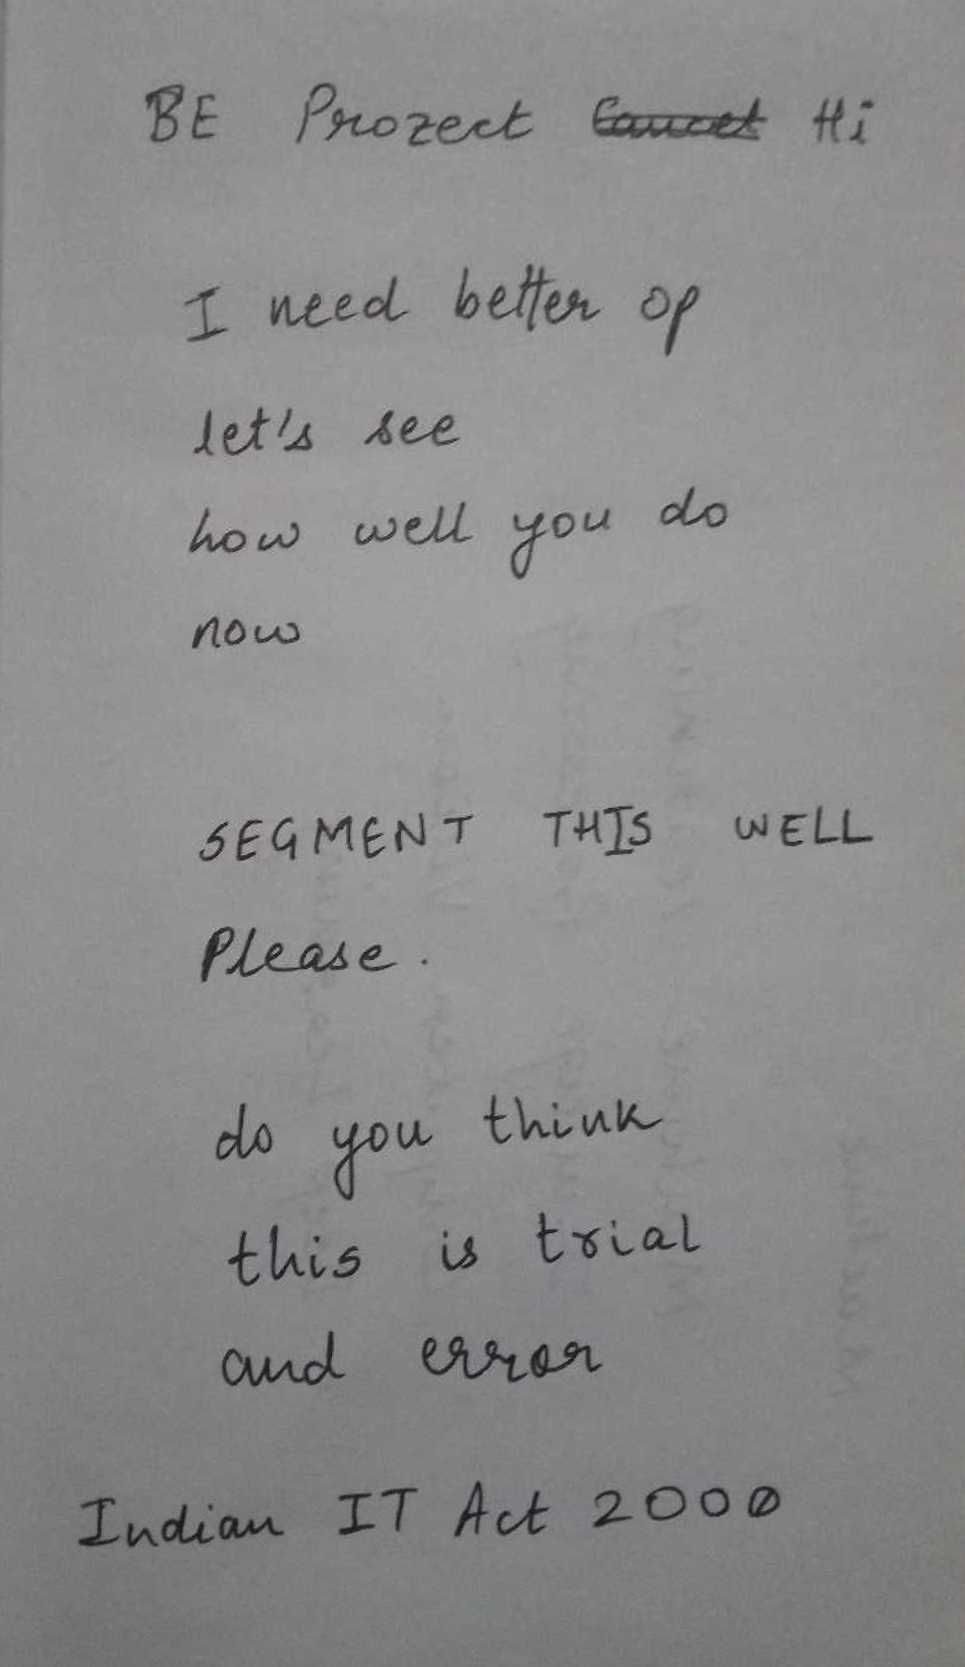 BE Prozect Hi
I need better op
let's see
how well you do
now
SEGMENT THIS WELL
Please.
do you think
this is trial
and error
Indian IT Act 2000